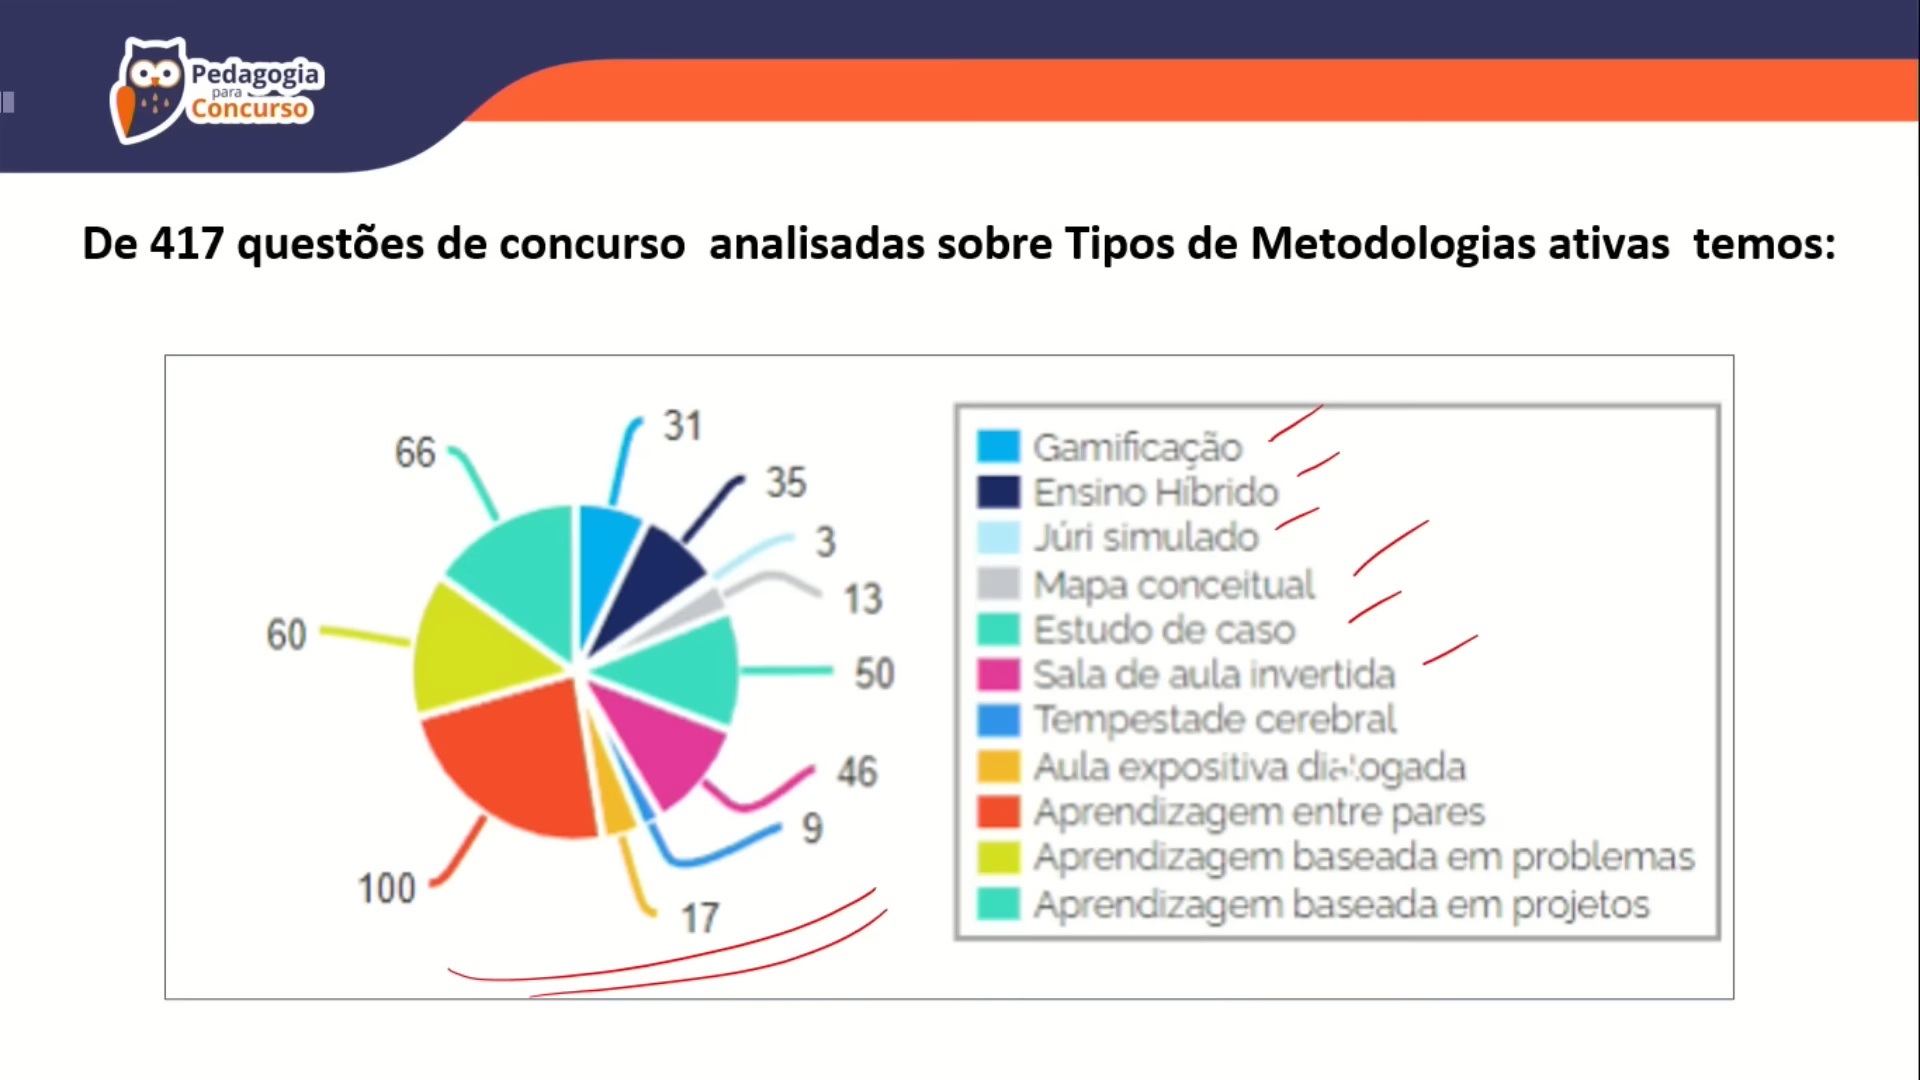 Pedagogia
para
Concurso
De 417 questões de concurso analisadas sobre Tipos de Metodologias ativas temos:
31
66
35
3
13
60
50
46
9
100
17
Gamificação
Ensino Híbrido
Júri simulado
Mapa conceitual
Estudo de caso
Sala de aula invertida
Tempestade cerebral
Aula expositiva dialogada
Aprendizagem entre pares
Aprendizagem baseada em problemas
Aprendizagem baseada em projetos